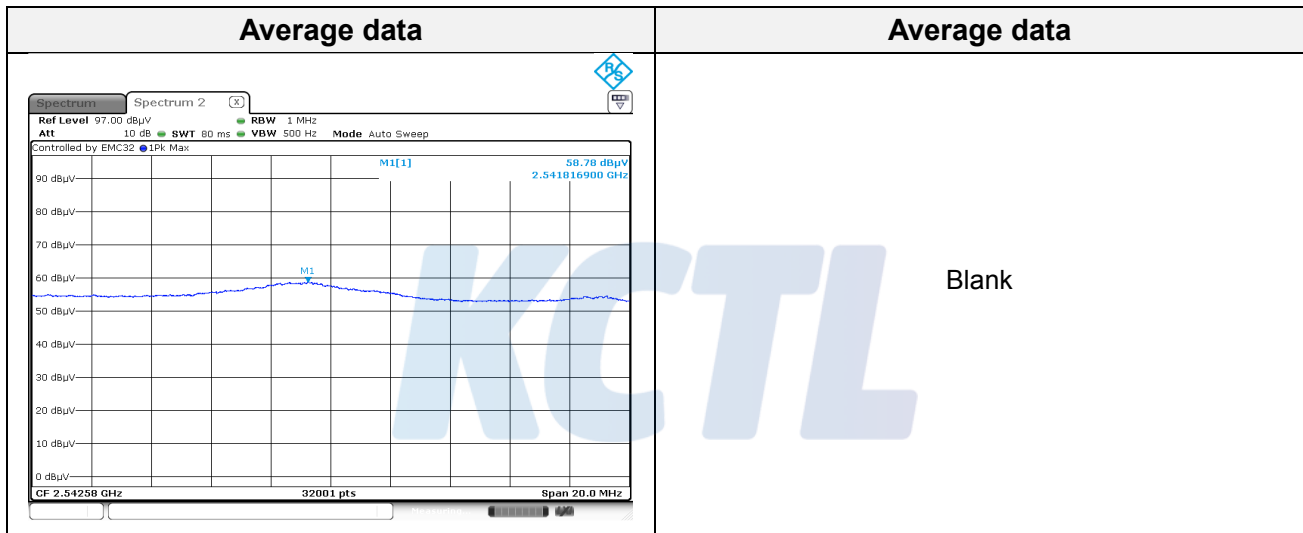 Average data
Average data
R&S
Spectrum
Spectrum 2
X
Ref Level 97.00 dBµV
RBW 1 MHz
Att 10 dB
SWT 80 ms
VBW 500 Hz
Mode Auto Sweep
Controlled by EMC32
1Pk Max
M1[1]
58.78 dBµV
2.541816900 GHz
90 dBµV
80 dBµV
70 dBµV
M1
60 dBµV
50 dBµV
40 dBµV
30 dBµV
20 dBµV
10 dBµV
0 dBµV
CF 2.54258 GHz
32001 pts
Span 20.0 MHz
Blank
KCTL